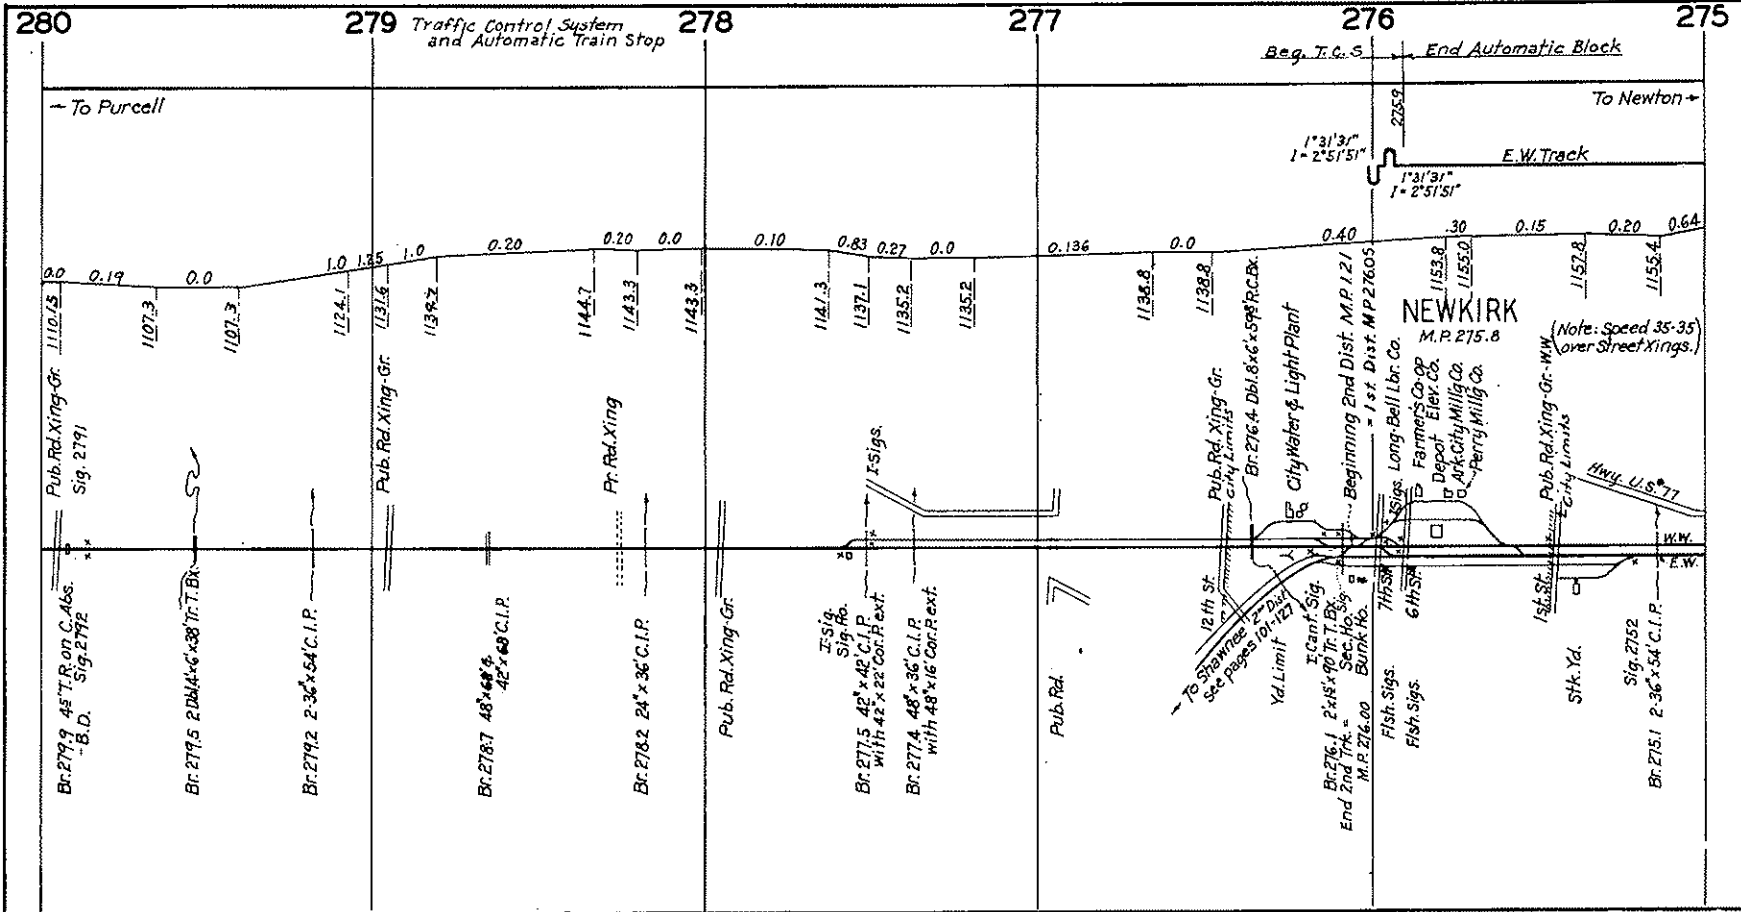 280
279
Traffic Control System
and Automatic Train Stop
278
277
276
275
Beg. T.C.S
End Automatic Block
To Purcell
To Newton
275.9
1°31'31"
I = 2°51'51"
E.W. Track
1°31'31"
I = 2°51'51"
0.0
0.19
0.0
1.0
1.25
1.0
0.20
0.20
0.0
0.10
0.83
0.27
0.0
0.136
0.0
0.40
.30
0.15
0.20
0.64
1110.15
1107.3
1107.3
1124.1
1131.6
1139.2
1144.7
1143.3
1143.3
1141.3
1137.1
1135.2
1135.2
1138.8
1138.8
1153.8
1155.0
1157.8
1155.4
NEWKIRK
M.P. 275.8
(Note: Speed 35-35
over Street Xings.)
Pub. Rd. Xing-Gr.
Sig. 2791
Pub. Rd. Xing-Gr.
Pr. Rd. Xing
I-Sigs.
Pub. Rd. Xing-Gr.
City Limits
Br. 276.4 Dbl. 8'x6'x59.8' R.C. Bx.
City Water & Light Plant
Beginning 2nd Dist. M.P. 1.21
= 1st. Dist. M.P. 276.05
I Sigs.
Long-Bell Lbr. Co.
Farmer's Co-op
Elev. Co.
Depot
Ark. City Mill'g Co.
Perry Mill'g Co.
Pub. Rd. Xing-Gr.-W.W.
City Limits
Hwy. U.S. #77
W.W.
E.W.
Br. 279.9 45' T.R. on C. Abs.
- B.D.
Sig. 2792
Br. 279.5 2 Dbl. 4'x6'x38' Tr. T. Bx.
Br. 279.2 2-36"x54' C.I.P.
Br. 278.7 48"x68' &
42"x68' C.I.P.
Br. 278.2 24"x36' C.I.P.
Pub. Rd. Xing-Gr.
I-Sig.
Sig. Ho.
Br. 277.5 42"x42' C.I.P.
with 42"x22' Cor. P. ext.
Br. 277.4 48"x36' C.I.P.
with 48"x16' Cor. P. ext.
Pub. Rd.
12th St.
To Shawnee 2nd Dist
See pages 101-127
Yd. Limit
I-Cant. Sig.
Br. 276.1 2'x15'x90' Tr. T. Bx.
End 2nd Trk. =
M.P. 276.00
Sec. Ho.
Sig.
Bunk Ho.
7th St.
Flsh. Sigs.
6th St.
Flsh. Sigs.
1st. St.
Stk. Yd.
Sig. 2752
Br. 275.1 2-36"x54' C.I.P.